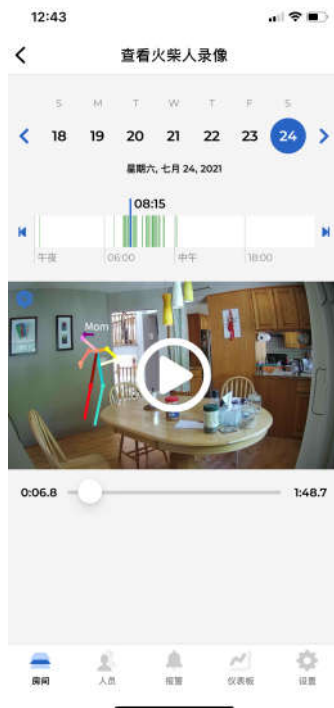 12:43
查看火柴人录像
S M T W T F S
18 19 20 21 22 23 24
星期六, 七月 24, 2021
08:15
午夜 06:00 中午 18:00
Mom
0:06.8 1:48.7
房间 人员 报警 仪表板 设置